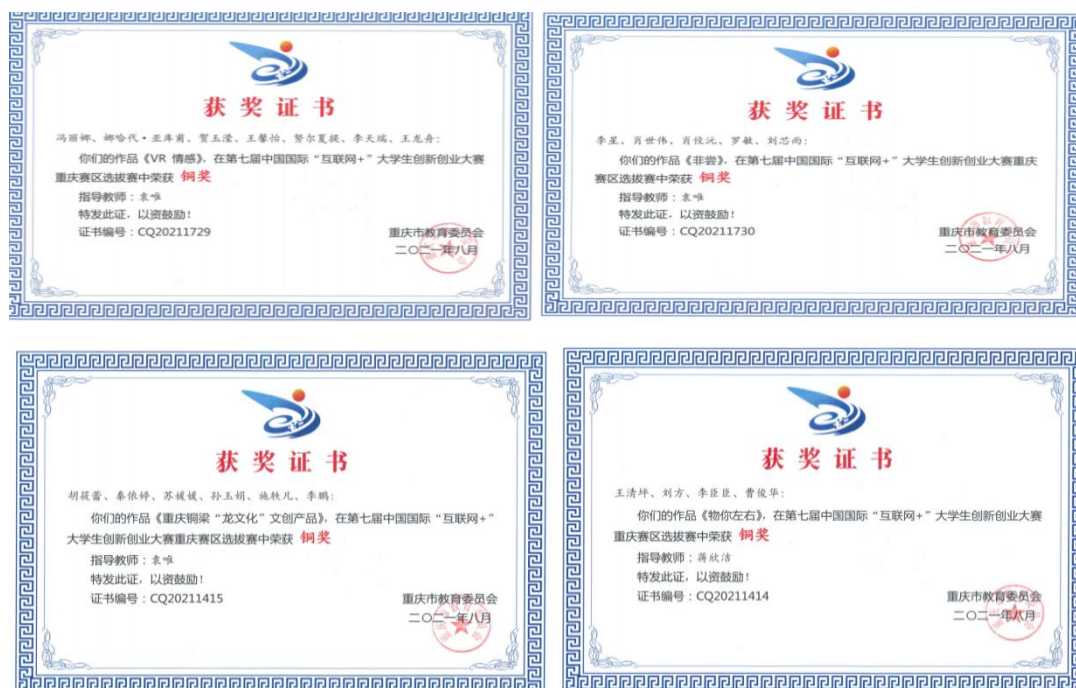 获奖证书
冯丽娜、娜哈代·亚库甫、贺玉滢、王馨怡、努尔夏提、李天瑞、王龙舟：
你们的作品《VR 情感》，在第七届中国国际“互联网+”大学生创新创业大赛
重庆赛区选拔赛中荣获 铜奖
指导教师：袁唯
特发此证，以资鼓励！
证书编号：CQ20211729
重庆市教育委员会
二〇二一年八月
获奖证书
李星、肖世伟、肖俊沅、罗敏、刘芯雨：
你们的作品《非尝》，在第七届中国国际“互联网+”大学生创新创业大赛重庆
赛区选拔赛中荣获 铜奖
指导教师：袁唯
特发此证，以资鼓励！
证书编号：CQ20211730
重庆市教育委员会
二〇二一年八月
获奖证书
胡薇蕾、秦依婷、苏媛媛、孙玉娟、施轶凡、李鹏：
你们的作品《重庆铜梁“龙文化”文创产品》，在第七届中国国际“互联网+”
大学生创新创业大赛重庆赛区选拔赛中荣获 铜奖
指导教师：袁唯
特发此证，以资鼓励！
证书编号：CQ20211415
重庆市教育委员会
二〇二一年八月
获奖证书
王清坪、刘方、李臣臣、曹俊华：
你们的作品《物你左右》，在第七届中国国际“互联网+”大学生创新创业大赛
重庆赛区选拔赛中荣获 铜奖
指导教师：蒋欣洁
特发此证，以资鼓励！
证书编号：CQ20211414
重庆市教育委员会
二〇二一年八月